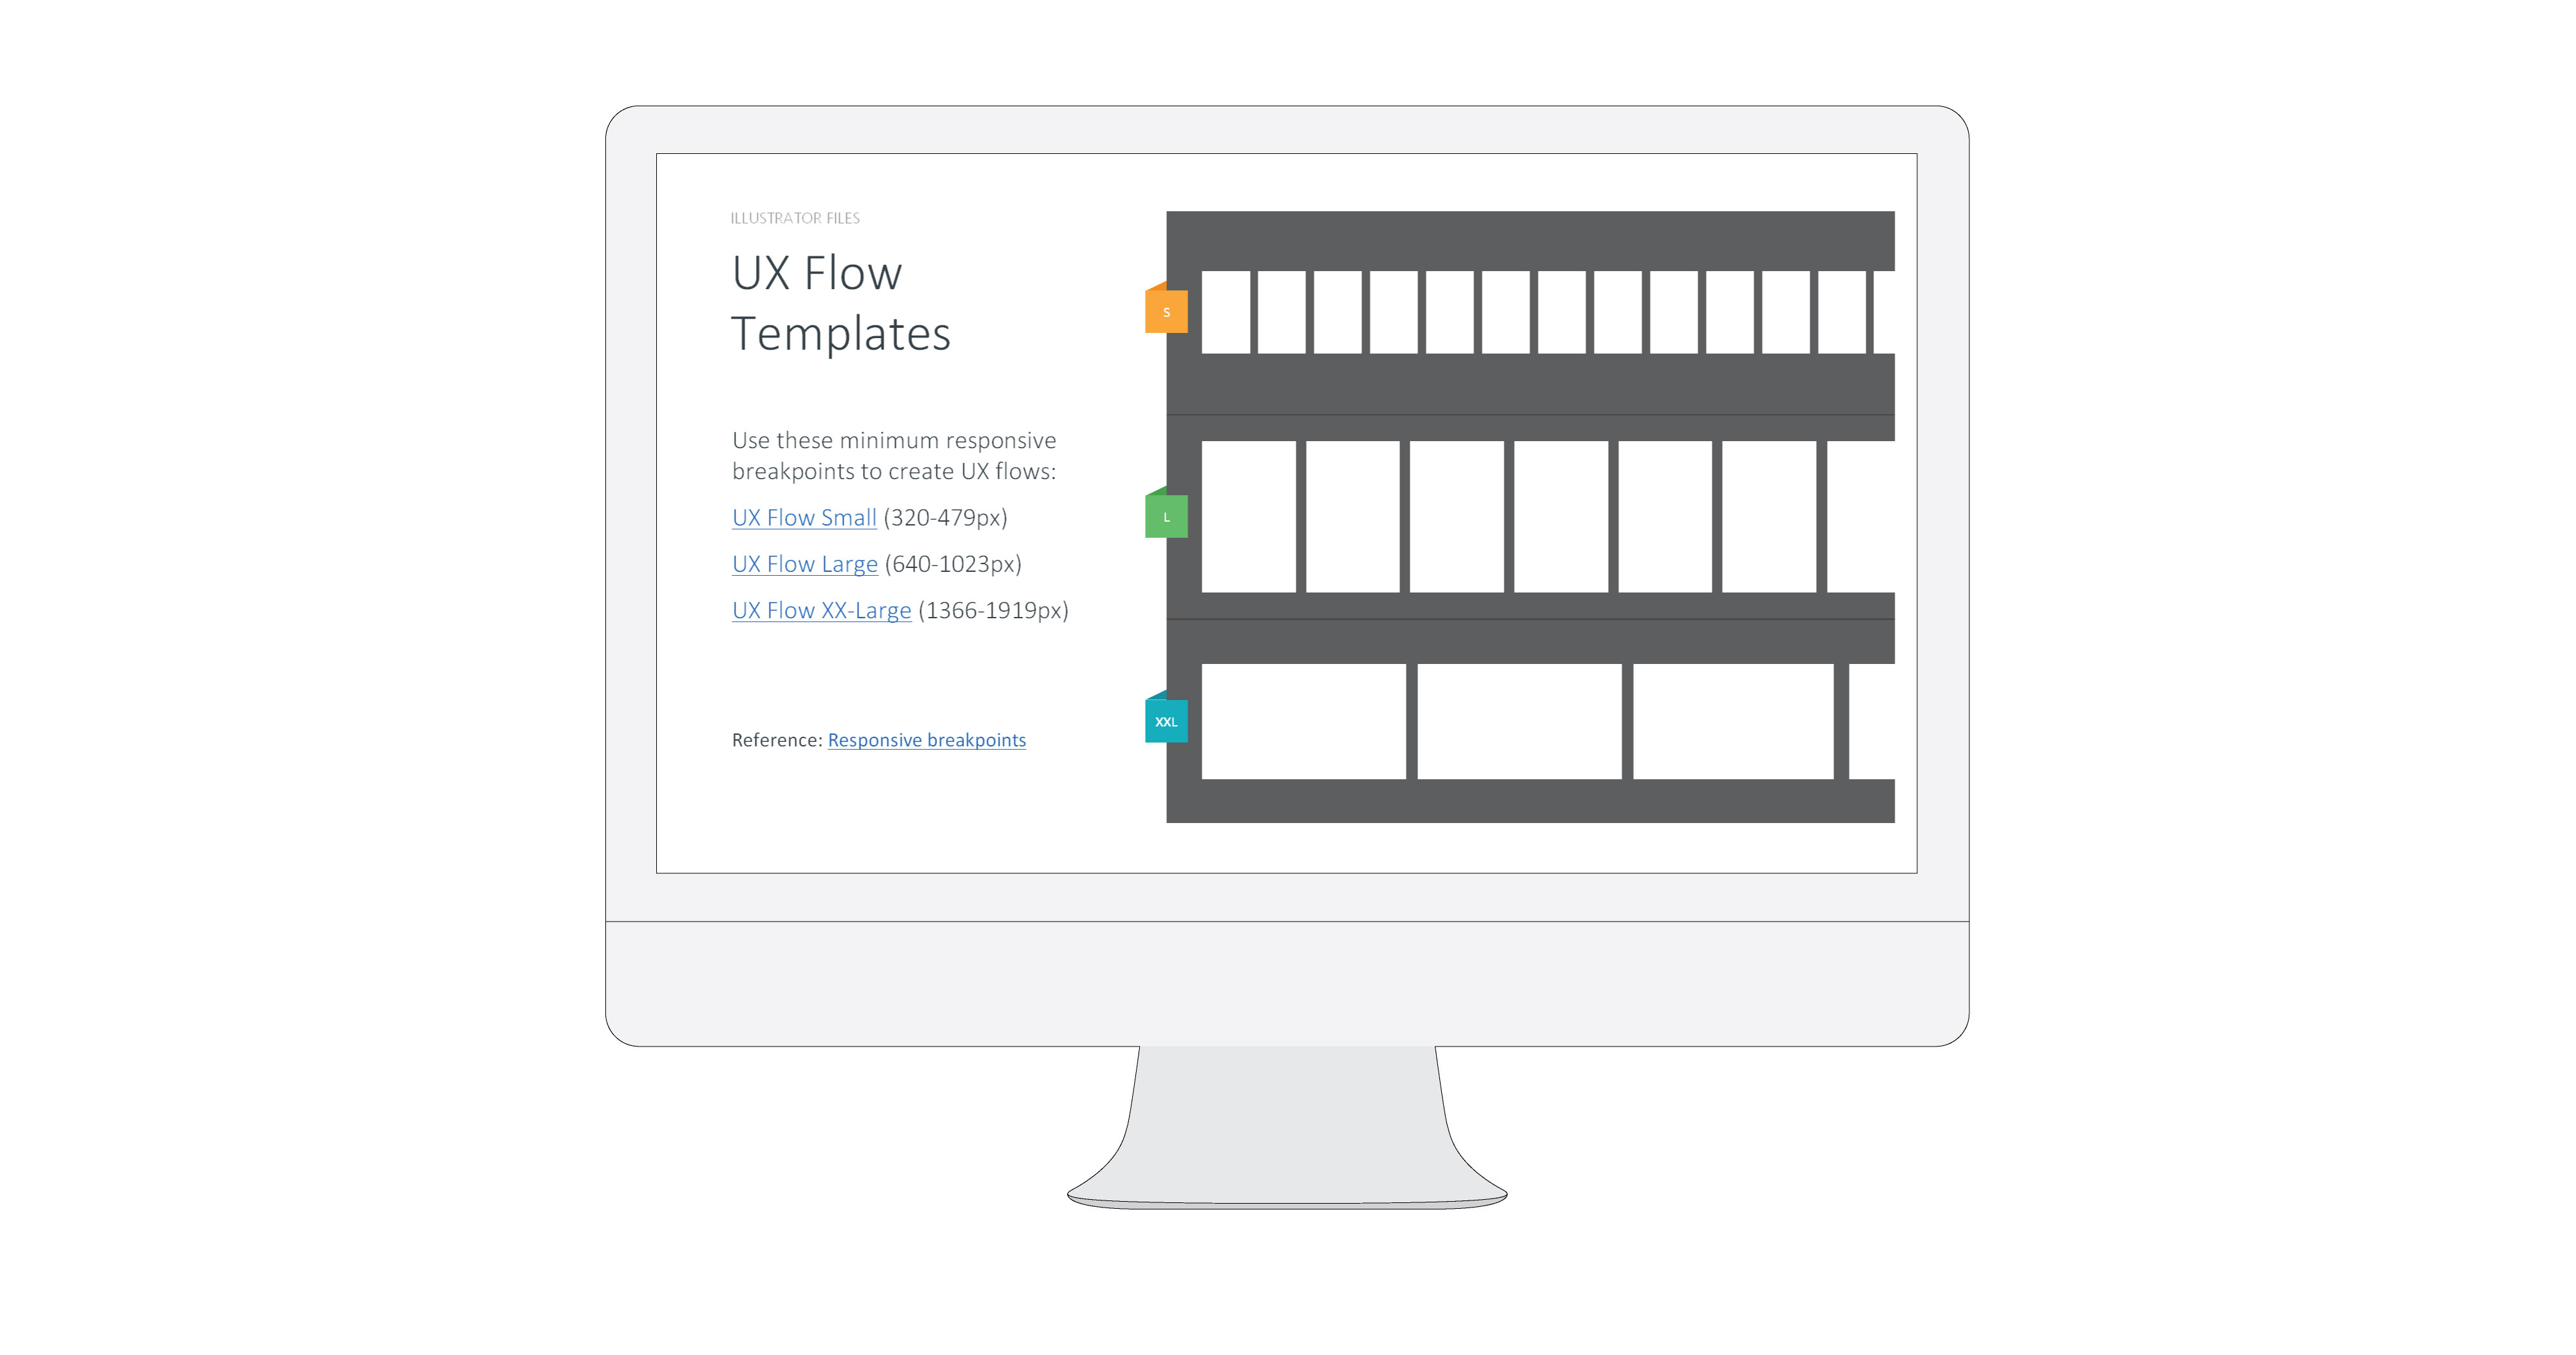 ILLUSTRATOR FILES
UX Flow
Templates
Use these minimum responsive
breakpoints to create UX flows:
UX Flow Small (320-479px)
UX Flow Large (640-1023px)
UX Flow XX-Large (1366-1919px)
Reference: Responsive breakpoints
S
L
XXL